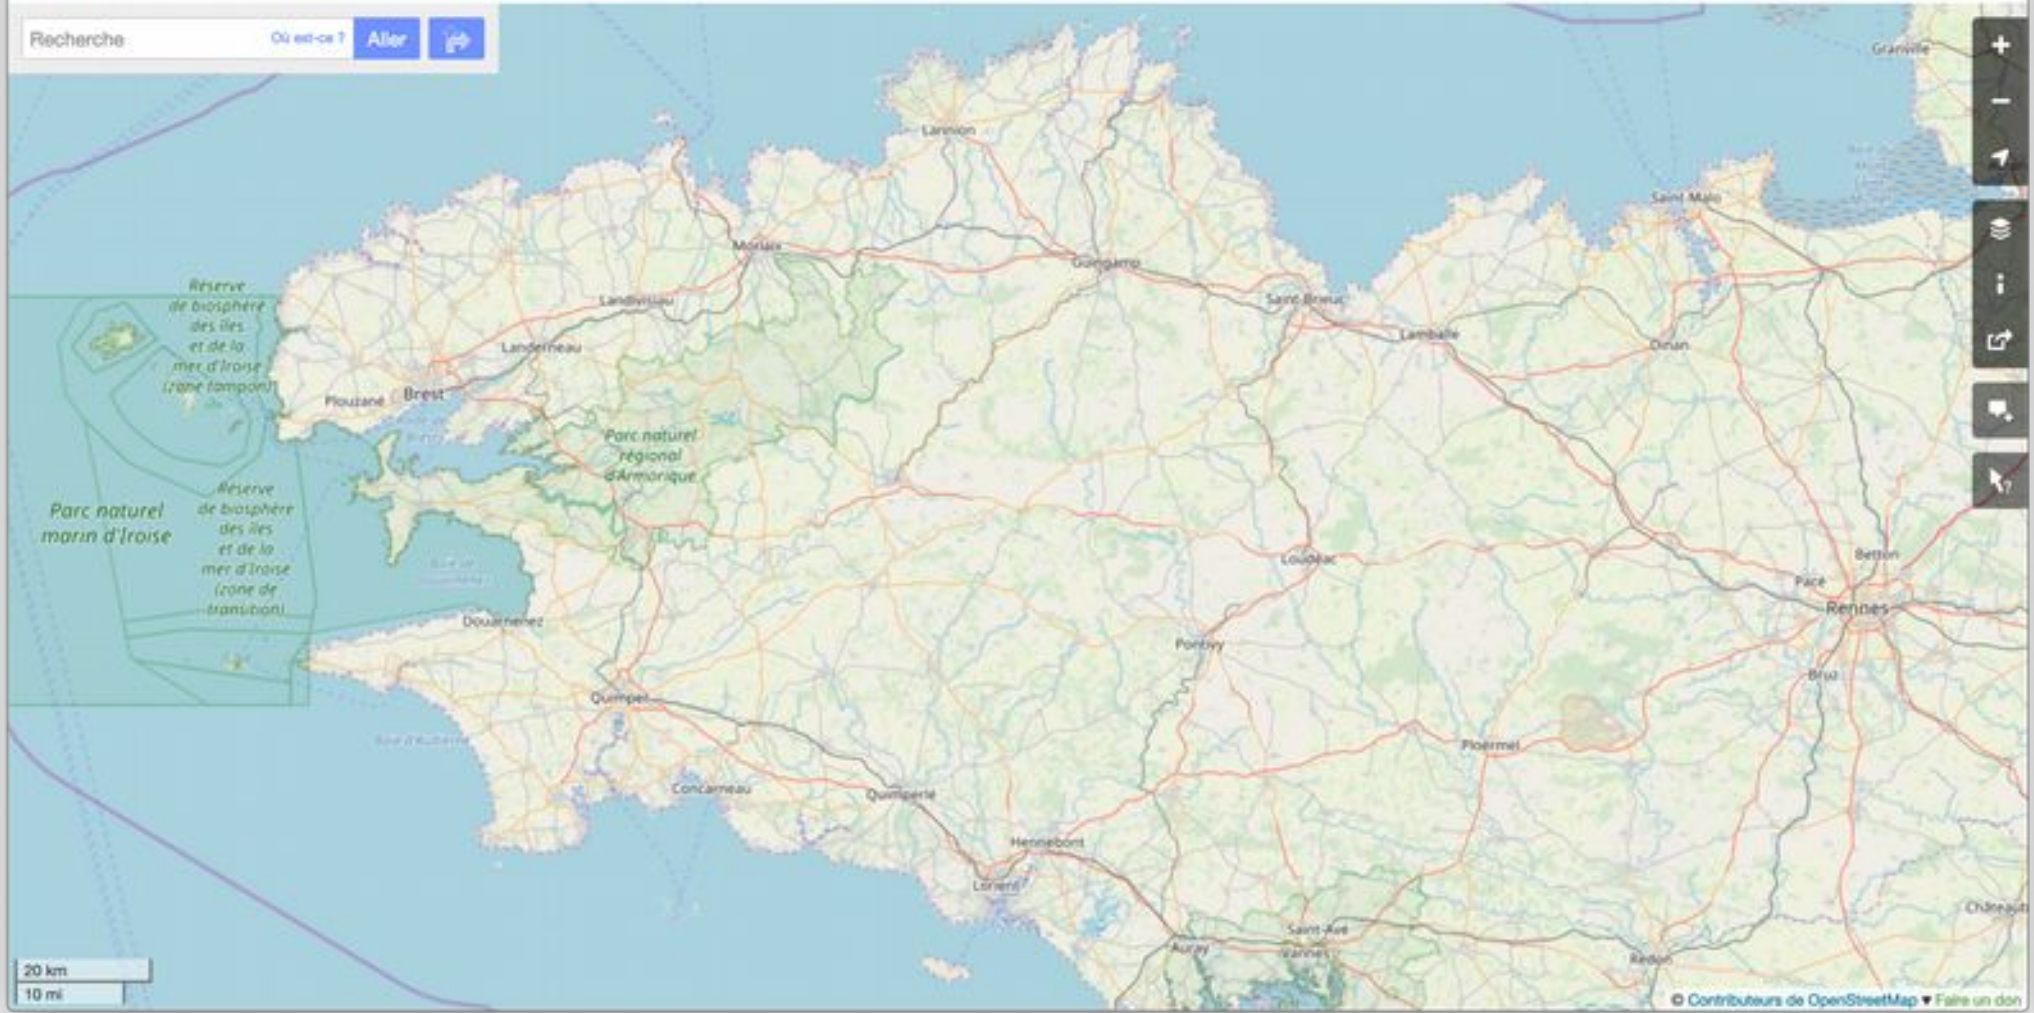 Recherche
Où est-ce ?
Aller
Granville
Lannion
Saint-Malo
Morlaix
Guingamp
Réserve
de biosphère
des îles
et de la
mer d'Iroise
(zone tampon)
Landivisiau
Saint-Brieuc
Lamballe
Landerneau
Dinan
Plouzané
Brest
Parc naturel
régional
d'Armorique
Parc naturel
marin d'Iroise
Réserve
de biosphère
des îles
et de la
mer d'Iroise
(zone de
transition)
Loudéac
Betton
Pacé
Rennes
Douarnenez
Pontivy
Bruz
Quimper
Baie d'Audierne
Ploërmel
Concarneau
Quimperlé
Hennebont
Lorient
Saint-Avé
Auray
Vannes
Redon
20 km
10 mi
© Contributeurs de OpenStreetMap ♥ Faire un don